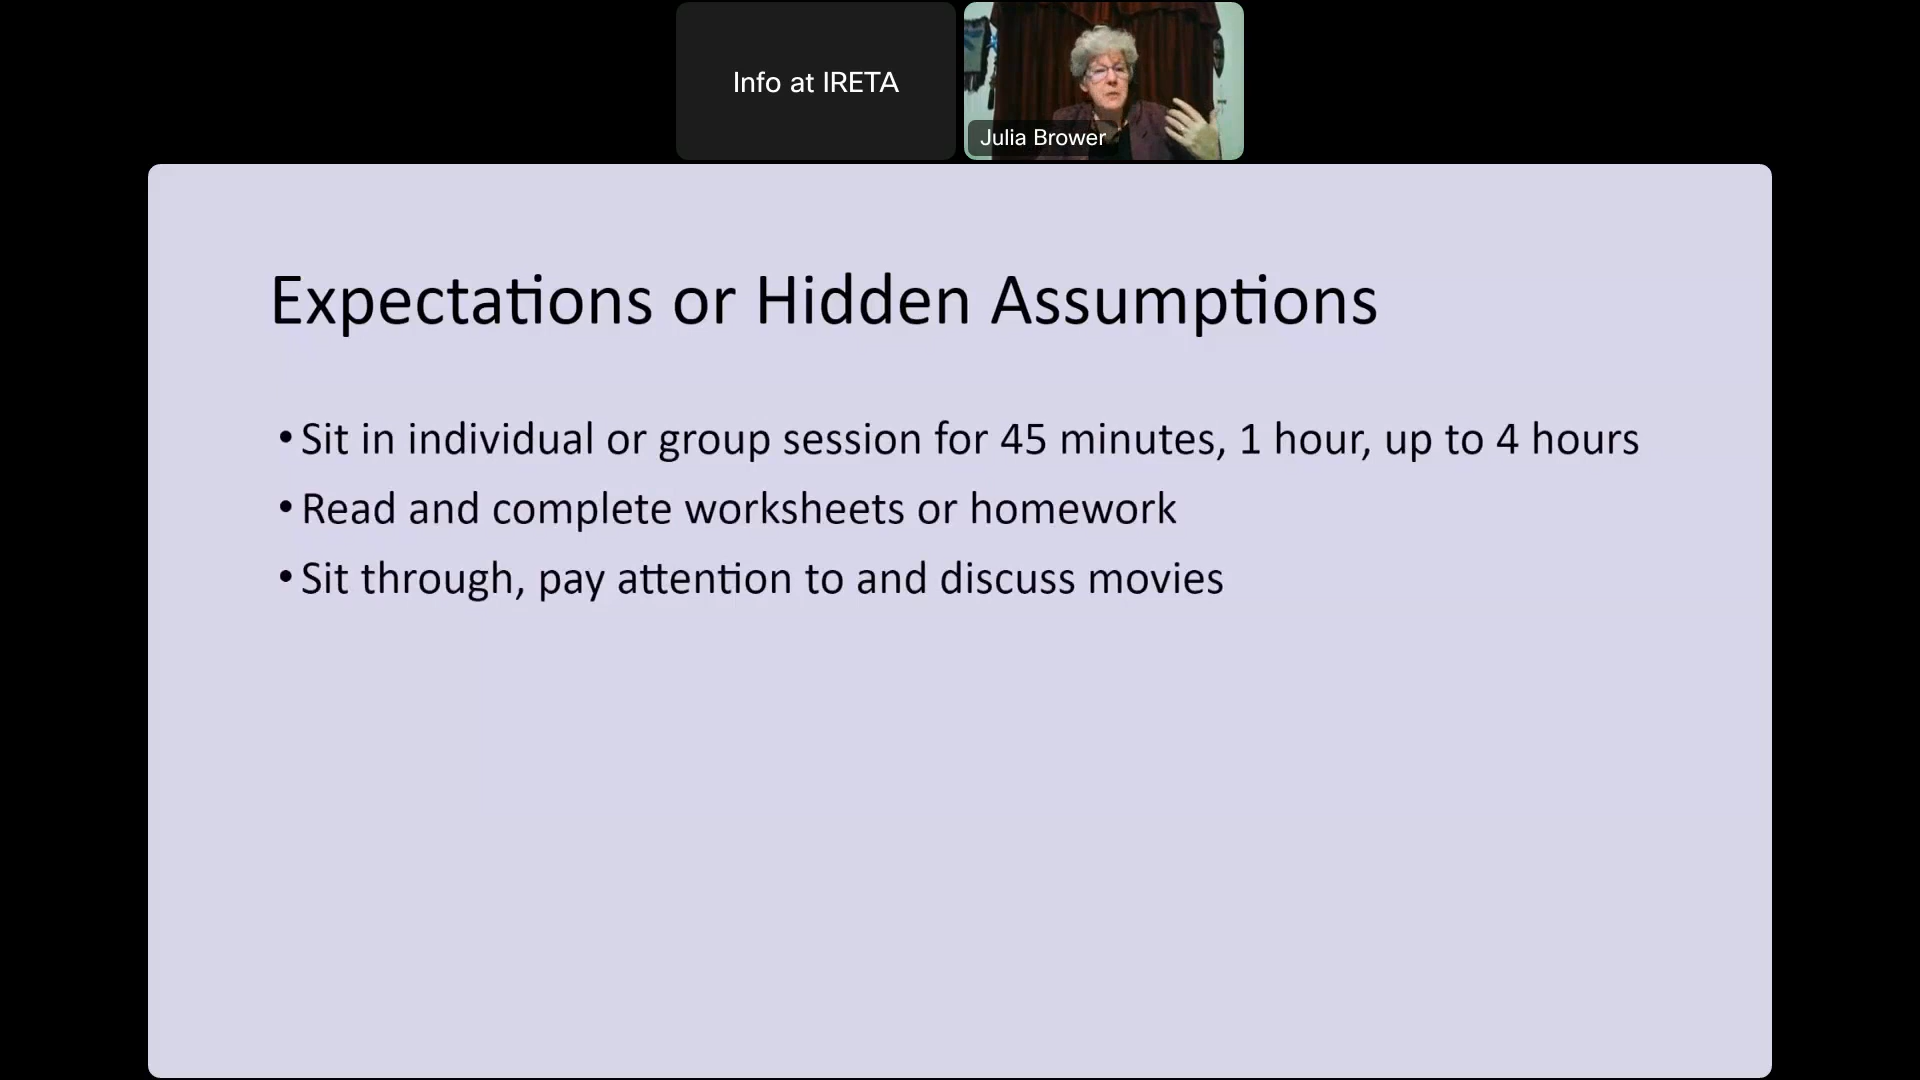 Info at IRETA
Julia Brower
Expectations or Hidden Assumptions
• Sit in individual or group session for 45 minutes, 1 hour, up to 4 hours
• Read and complete worksheets or homework
• Sit through, pay attention to and discuss movies